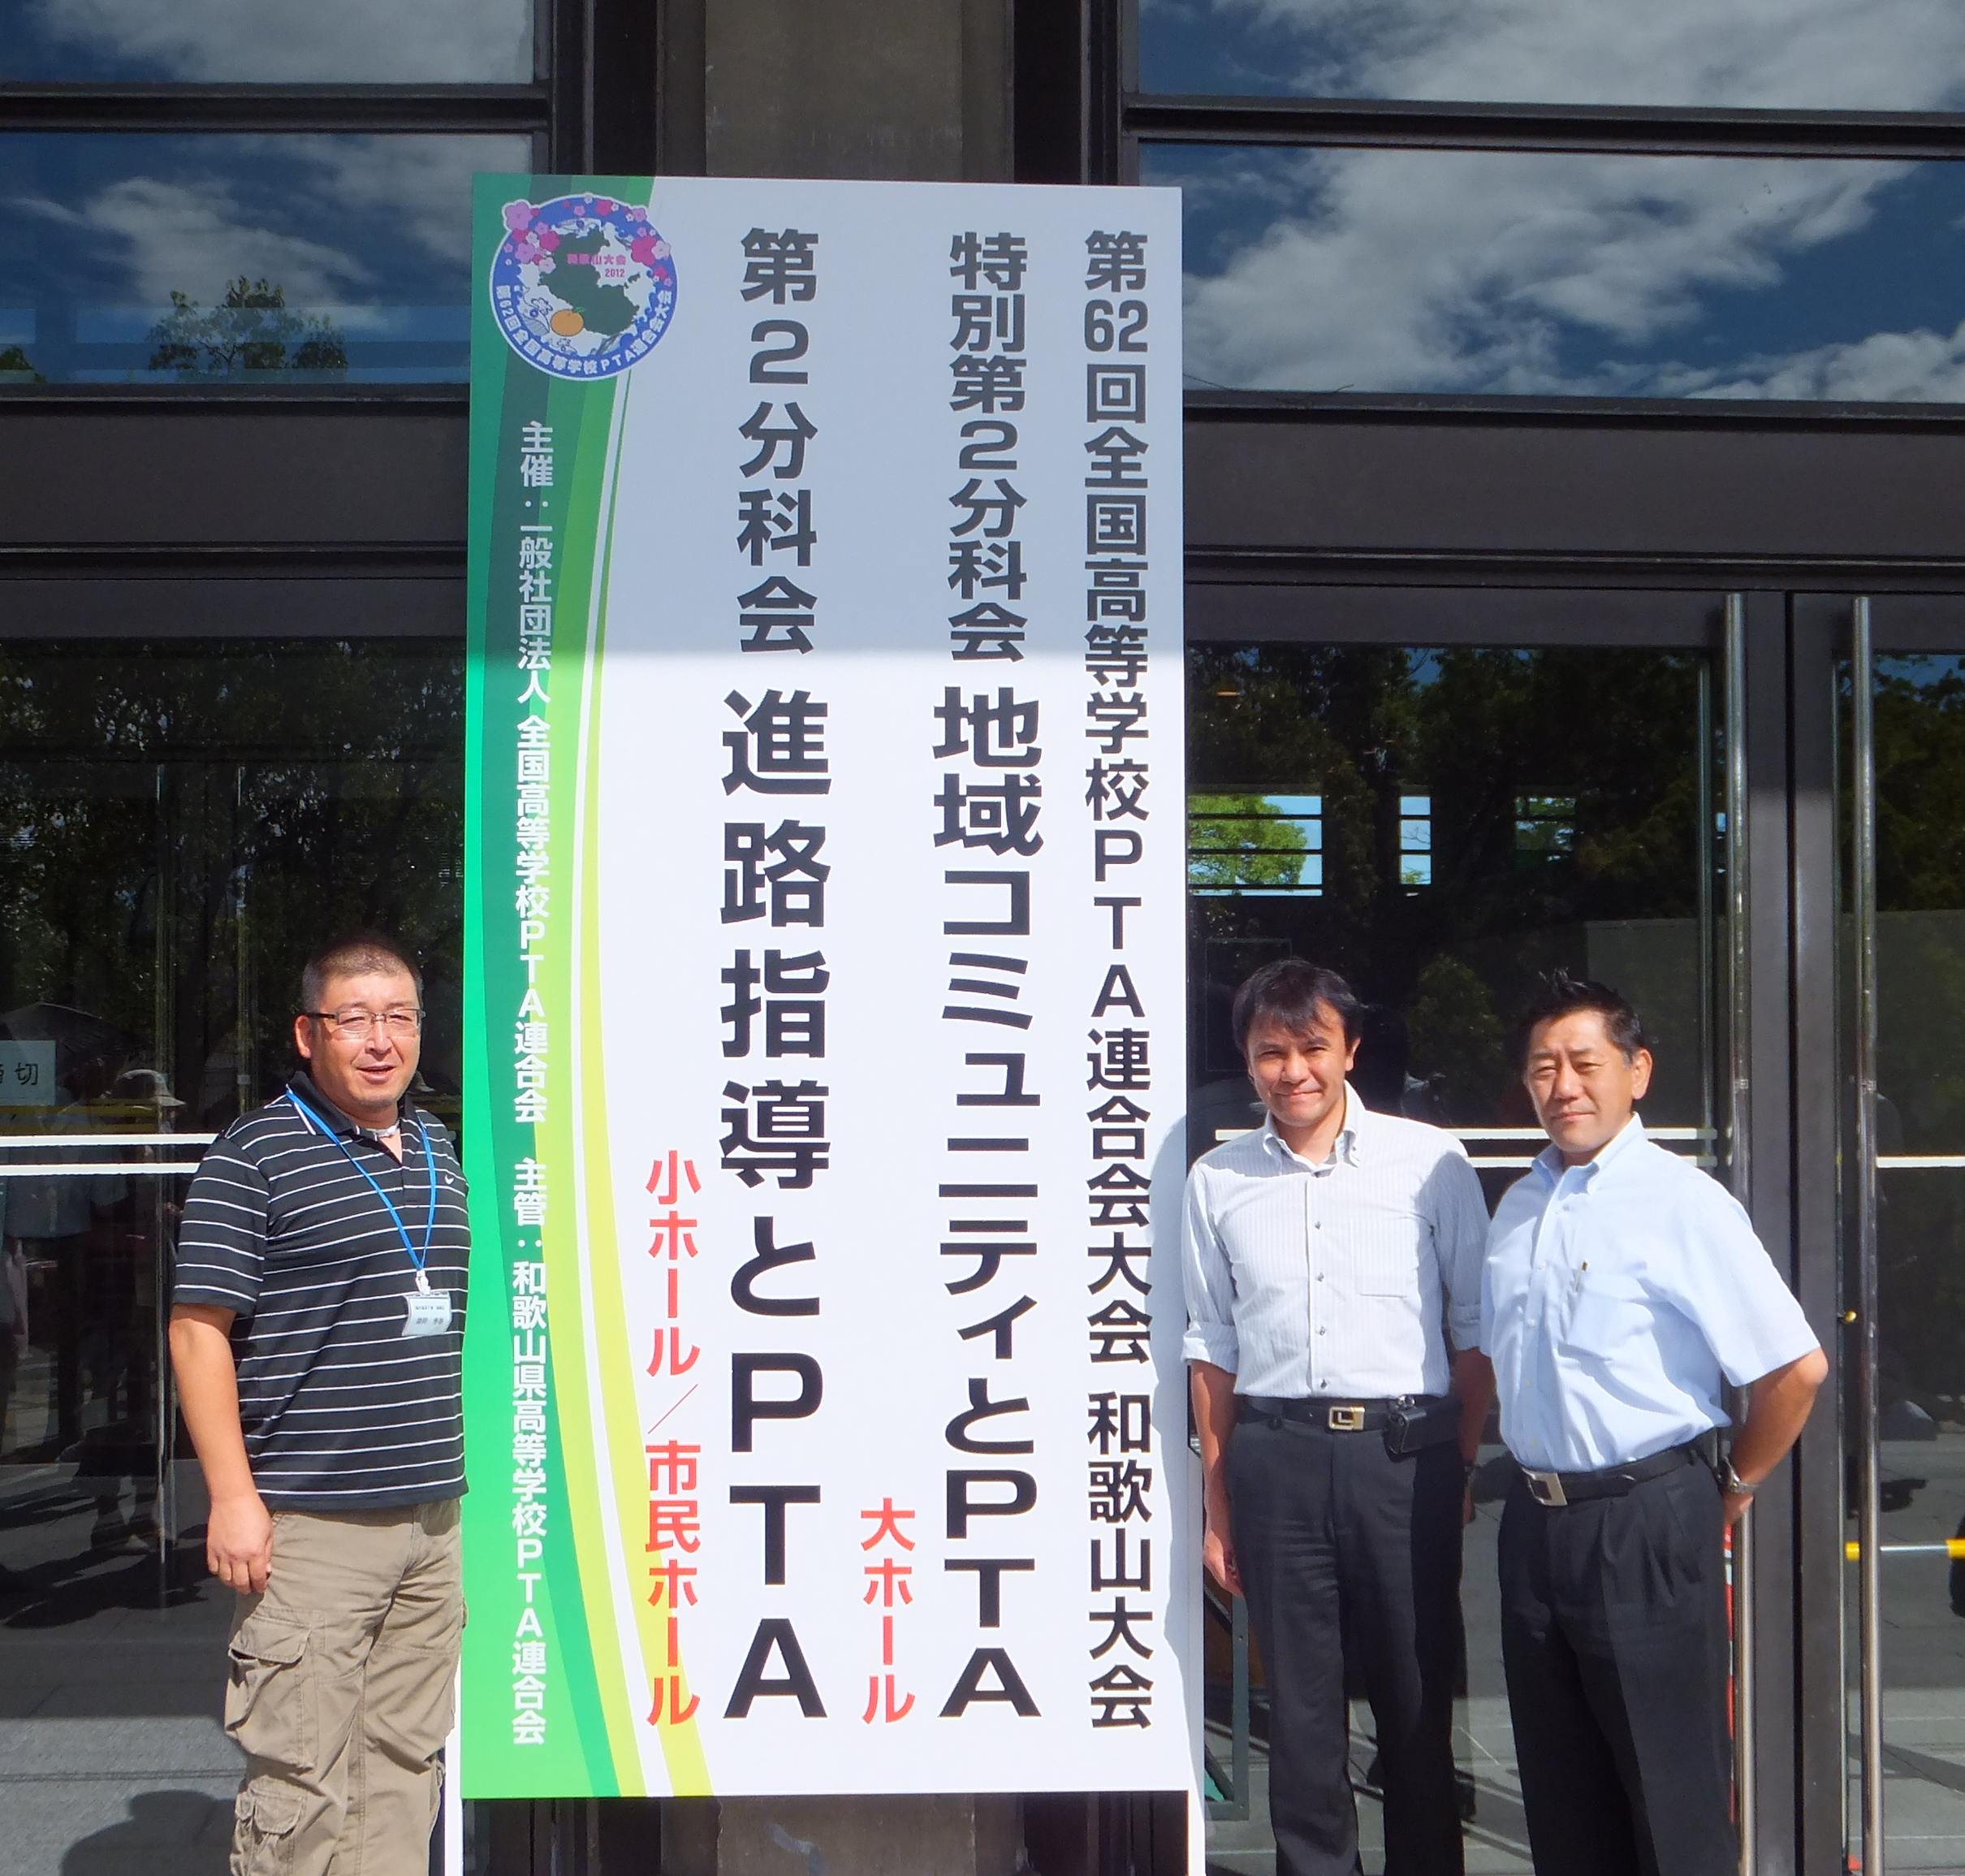 第62回全国高等学校PTA連合会大会 和歌山大会
特別第2分科会 地域コミュニティとPTA
大ホール
第2分科会 進路指導とPTA
小ホール／市民ホール
主催：一般社団法人 全国高等学校PTA連合会 主管：和歌山県高等学校PTA連合会
和歌山大会
2012
第62回全国高等学校PTA連合会大会
切